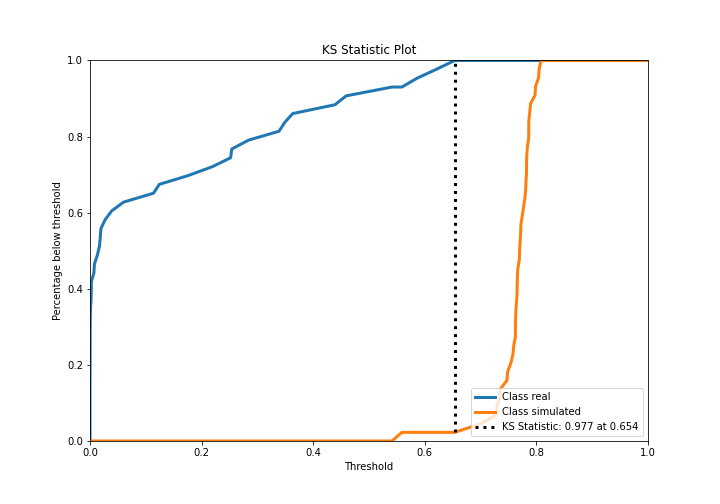 KS Statistic Plot
1.0
0.8
0.6
0.4
0.2
0.0
Percentage below threshold
Class real
Class simulated
KS Statistic: 0.977 at 0.654
0.0 0.2 0.4 0.6 0.8 1.0
Threshold